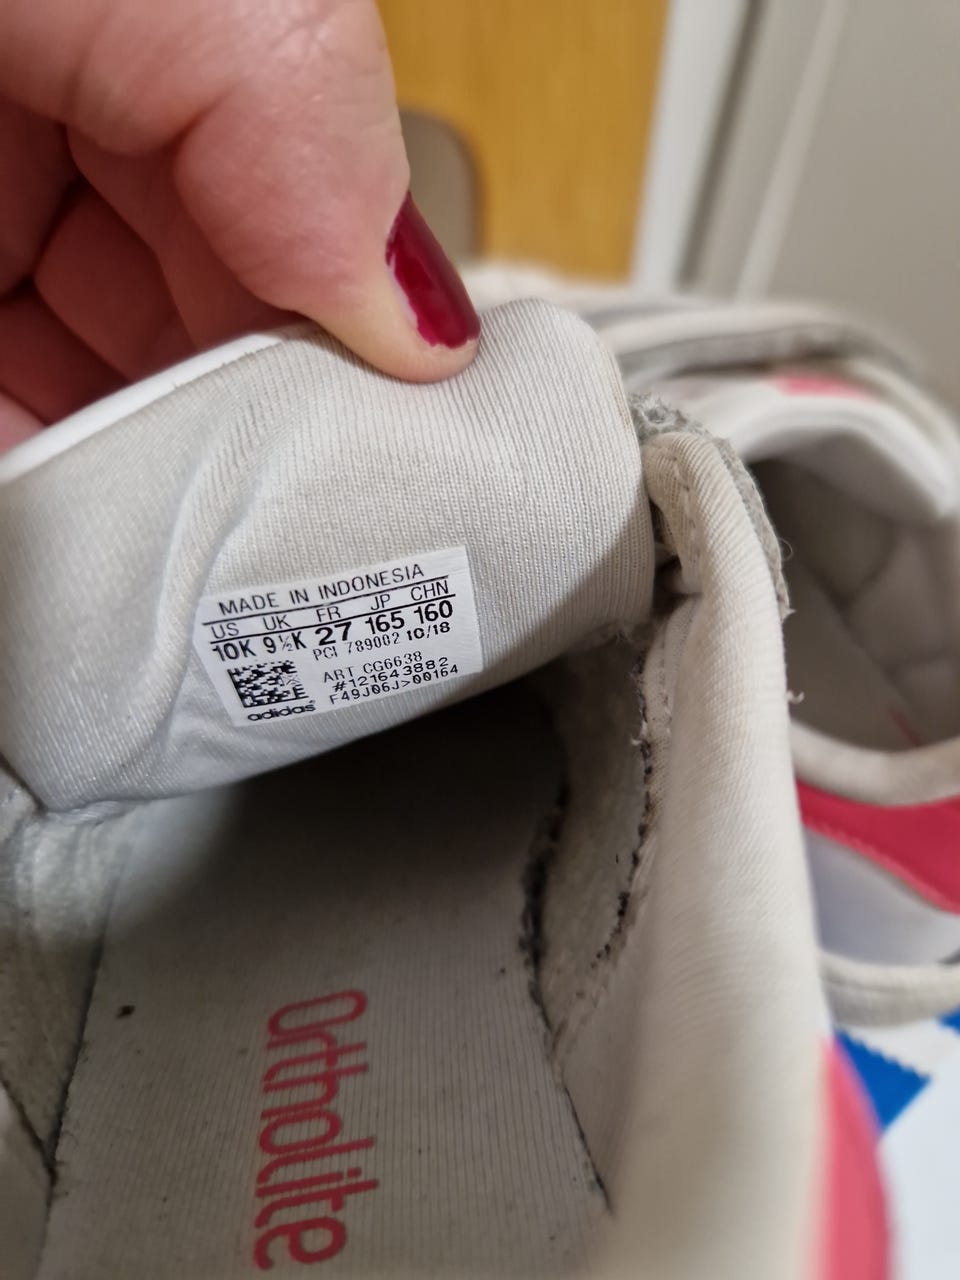 MADE IN INDONESIA
US UK FR JP CHN
10K 9½K 27 165 160
PCI 789002 10/18
ART CG6638
#121643882
F49J06J>00164
adidas
Ortholite